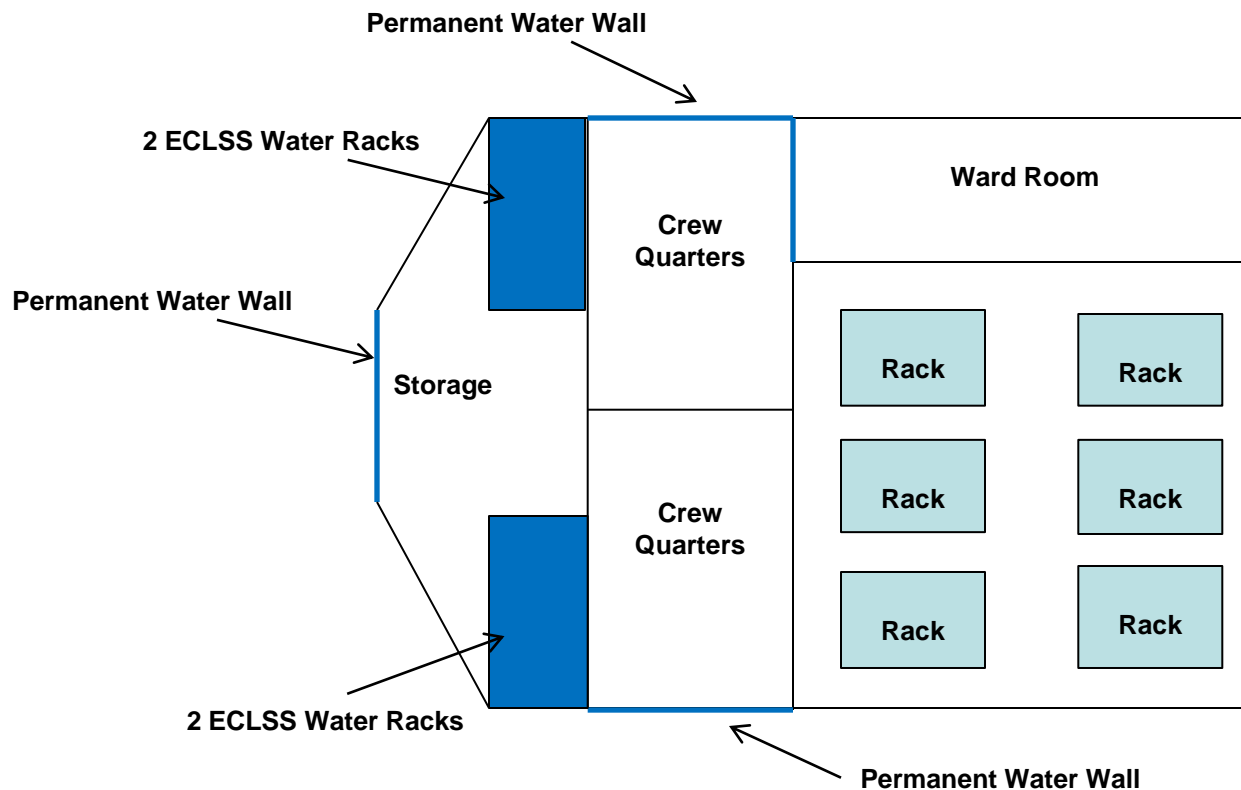 Permanent Water Wall
2 ECLSS Water Racks
Ward Room
Crew
Quarters
Permanent Water Wall
Storage
Rack
Rack
Rack
Rack
Crew
Quarters
Rack
Rack
2 ECLSS Water Racks
Permanent Water Wall